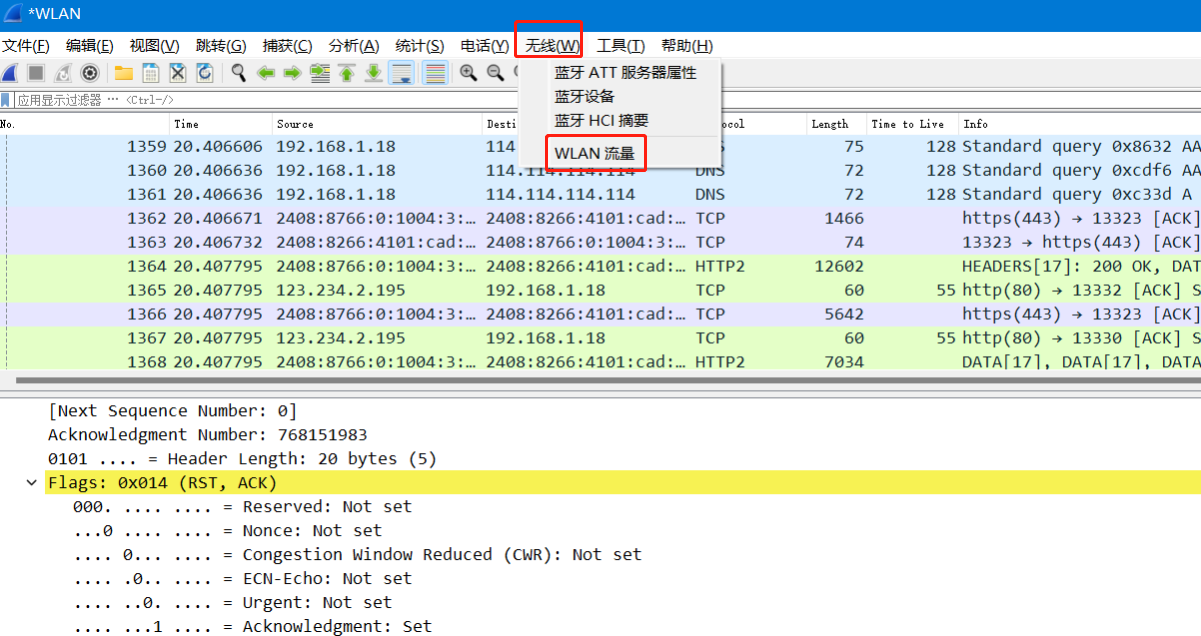 *WLAN
文件(F) 编辑(E) 视图(V) 跳转(G) 捕获(C) 分析(A) 统计(S) 电话(Y) 无线(W) 工具(T) 帮助(H)
蓝牙 ATT 服务器属性
蓝牙设备
蓝牙 HCI 摘要
WLAN 流量
应用显示过滤器 … <Ctrl-/>
No. Time Source Desti ocol Length Time to Live Info
1359 20.406606 192.168.1.18 114 75 128 Standard query 0x8632 AA
1360 20.406636 192.168.1.18 114.114.114.114 DNS 72 128 Standard query 0xcdf6 AA
1361 20.406636 192.168.1.18 114.114.114.114 DNS 72 128 Standard query 0xc33d A
1362 20.406671 2408:8766:0:1004:3:… 2408:8266:4101:cad:… TCP 1466 https(443) → 13323 [ACK]
1363 20.406732 2408:8266:4101:cad:… 2408:8766:0:1004:3:… TCP 74 13323 → https(443) [ACK]
1364 20.407795 2408:8766:0:1004:3:… 2408:8266:4101:cad:… HTTP2 12602 HEADERS[17]: 200 OK, DAT
1365 20.407795 123.234.2.195 192.168.1.18 TCP 60 55 http(80) → 13332 [ACK] S
1366 20.407795 2408:8766:0:1004:3:… 2408:8266:4101:cad:… TCP 5642 https(443) → 13323 [ACK]
1367 20.407795 123.234.2.195 192.168.1.18 TCP 60 55 http(80) → 13330 [ACK] S
1368 20.407795 2408:8766:0:1004:3:… 2408:8266:4101:cad:… HTTP2 7034 DATA[17], DATA[17], DATA
[Next Sequence Number: 0]
Acknowledgment Number: 768151983
0101 .... = Header Length: 20 bytes (5)
Flags: 0x014 (RST, ACK)
000. .... .... = Reserved: Not set
...0 .... .... = Nonce: Not set
.... 0... .... = Congestion Window Reduced (CWR): Not set
.... .0.. .... = ECN-Echo: Not set
.... ..0. .... = Urgent: Not set
.... ...1 .... = Acknowledgment: Set